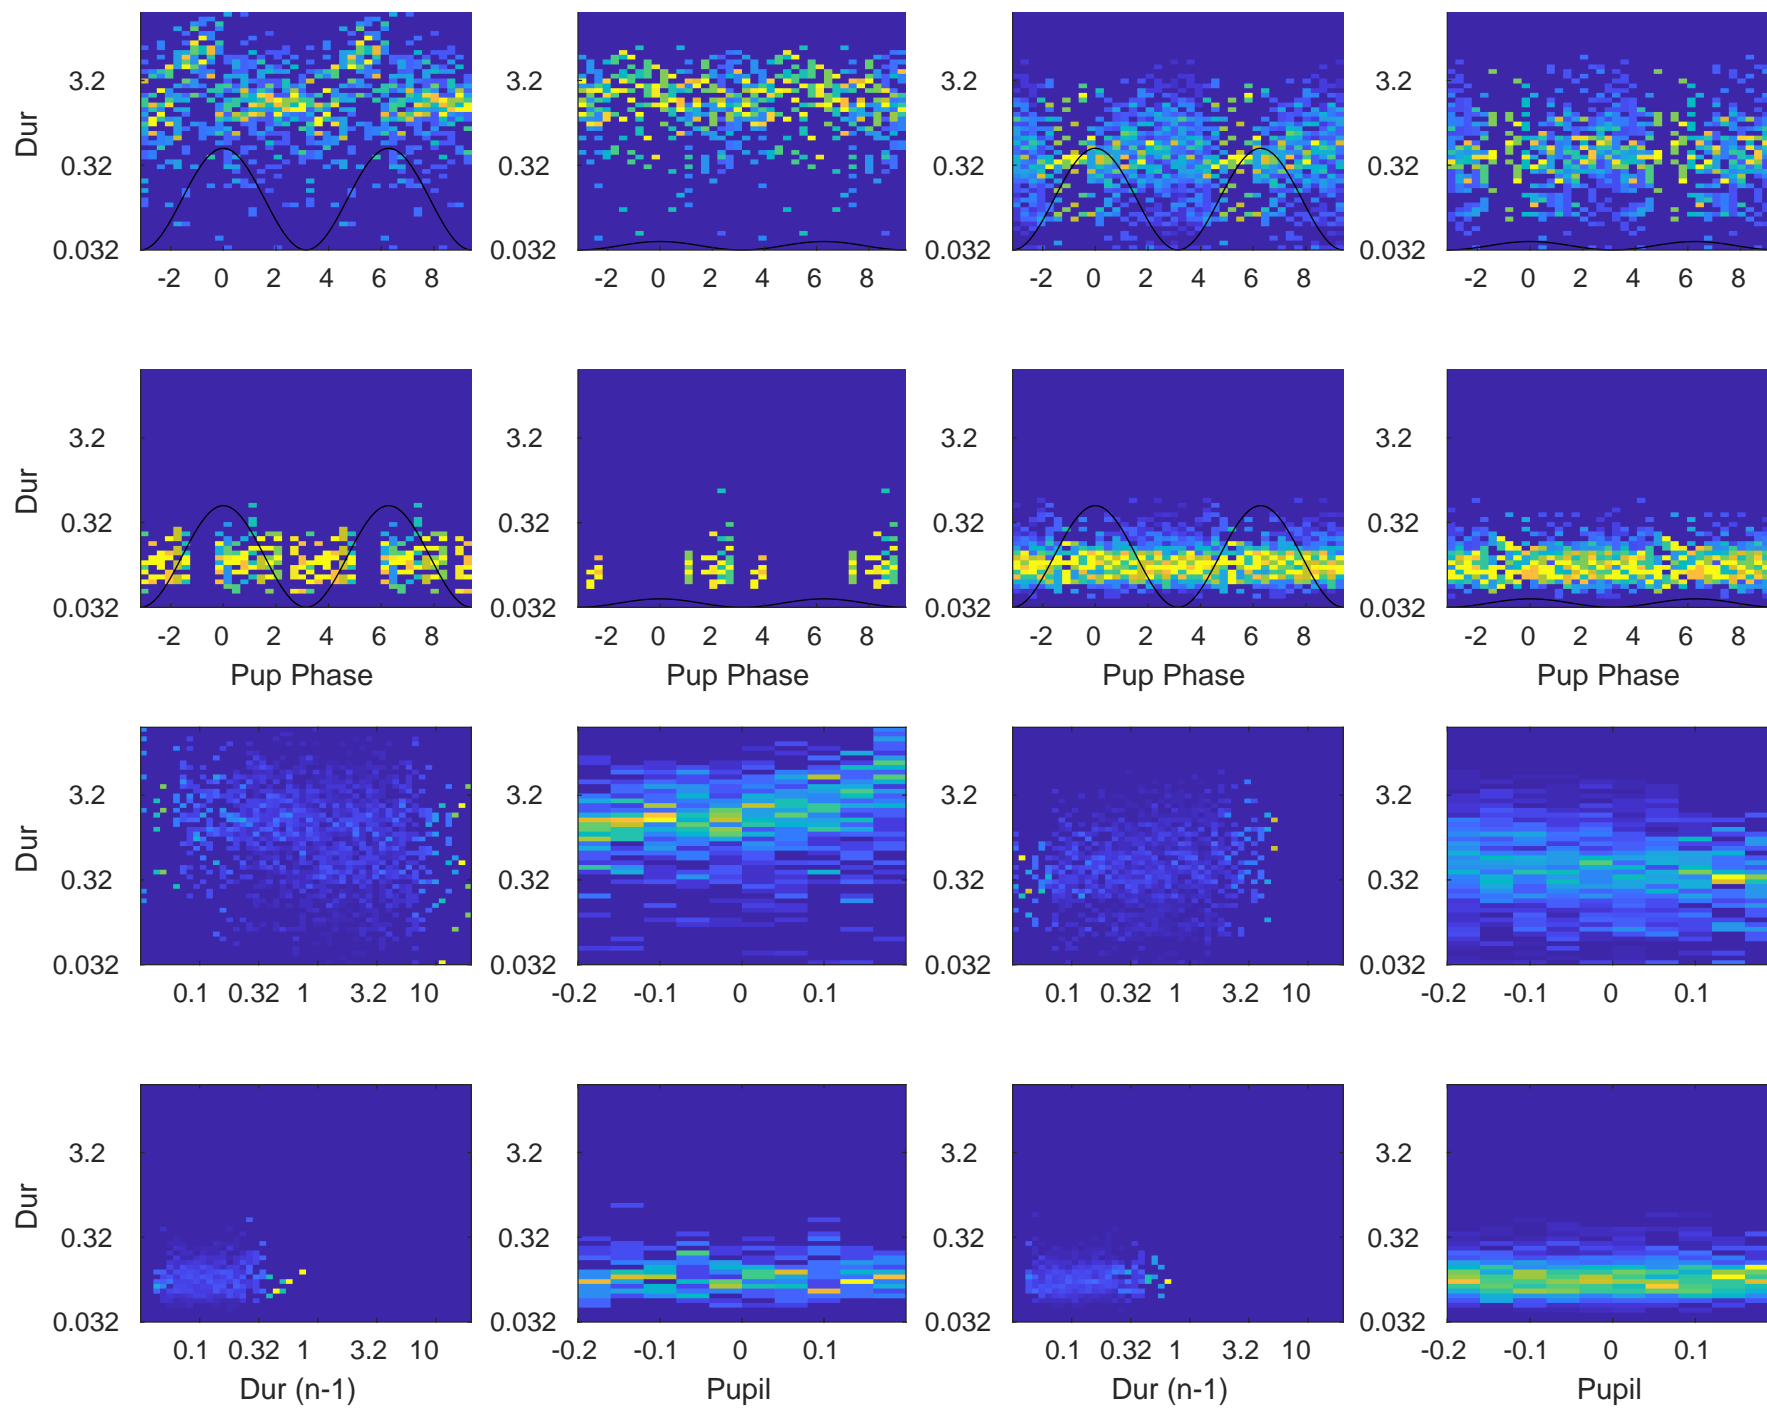 Dur 3.2 3.2 3.2 3.2
0.32 0.32 0.32 0.32
0.032 0.032 0.032 0.032
-2 0 2 4 6 8 -2 0 2 4 6 8 -2 0 2 4 6 8 -2 0 2 4 6 8
Dur 3.2 3.2 3.2 3.2
0.32 0.32 0.32 0.32
0.032 0.032 0.032 0.032
-2 0 2 4 6 8 -2 0 2 4 6 8 -2 0 2 4 6 8 -2 0 2 4 6 8
Pup Phase Pup Phase Pup Phase Pup Phase
Dur 3.2 3.2 3.2 3.2
0.32 0.32 0.32 0.32
0.032 0.032 0.032 0.032
0.1 0.32 1 3.2 10 -0.2 -0.1 0 0.1 0.1 0.32 1 3.2 10 -0.2 -0.1 0 0.1
Dur 3.2 3.2 3.2 3.2
0.32 0.32 0.32 0.32
0.032 0.032 0.032 0.032
0.1 0.32 1 3.2 10 -0.2 -0.1 0 0.1 0.1 0.32 1 3.2 10 -0.2 -0.1 0 0.1
Dur (n-1) Pupil Dur (n-1) Pupil